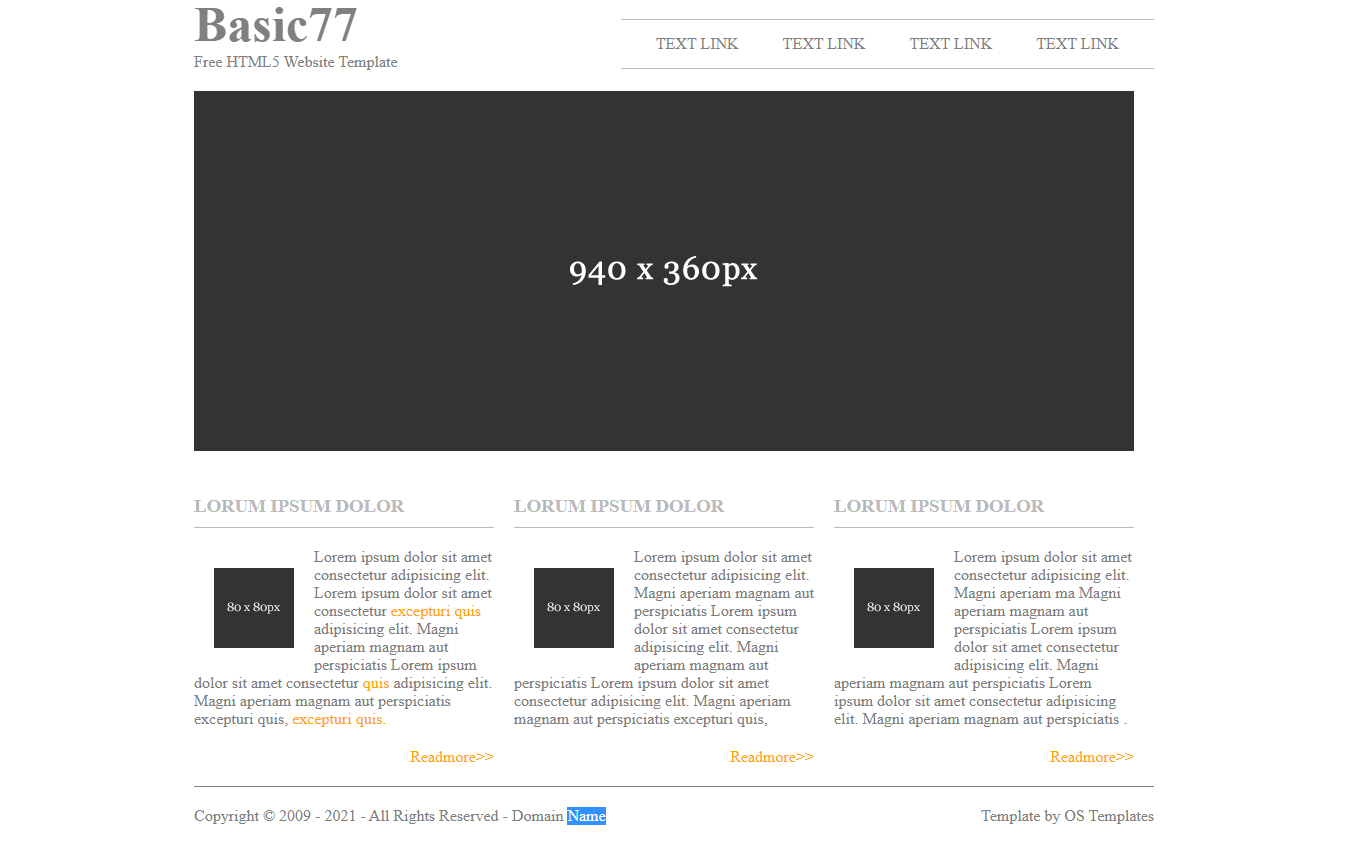 Basic77
Free HTML5 Website Template
TEXT LINK TEXT LINK TEXT LINK TEXT LINK
940 x 360px
LORUM IPSUM DOLOR
80 x 80px
Lorem ipsum dolor sit amet
consectetur adipisicing elit.
Lorem ipsum dolor sit amet
consectetur excepturi quis
adipisicing elit. Magni
aperiam magnam aut
perspiciatis Lorem ipsum
dolor sit amet consectetur quis adipisicing elit.
Magni aperiam magnam aut perspiciatis
excepturi quis, excepturi quis.
Readmore>>
LORUM IPSUM DOLOR
80 x 80px
Lorem ipsum dolor sit amet
consectetur adipisicing elit.
Magni aperiam magnam aut
perspiciatis Lorem ipsum
dolor sit amet consectetur
adipisicing elit. Magni
aperiam magnam aut
perspiciatis Lorem ipsum dolor sit amet
consectetur adipisicing elit. Magni aperiam
magnam aut perspiciatis excepturi quis,
Readmore>>
LORUM IPSUM DOLOR
80 x 80px
Lorem ipsum dolor sit amet
consectetur adipisicing elit.
Magni aperiam ma Magni
aperiam magnam aut
perspiciatis Lorem ipsum
dolor sit amet consectetur
adipisicing elit. Magni
aperiam magnam aut perspiciatis Lorem
ipsum dolor sit amet consectetur adipisicing
elit. Magni aperiam magnam aut perspiciatis .
Readmore>>
Copyright © 2009 - 2021 - All Rights Reserved - Domain Name
Template by OS Templates